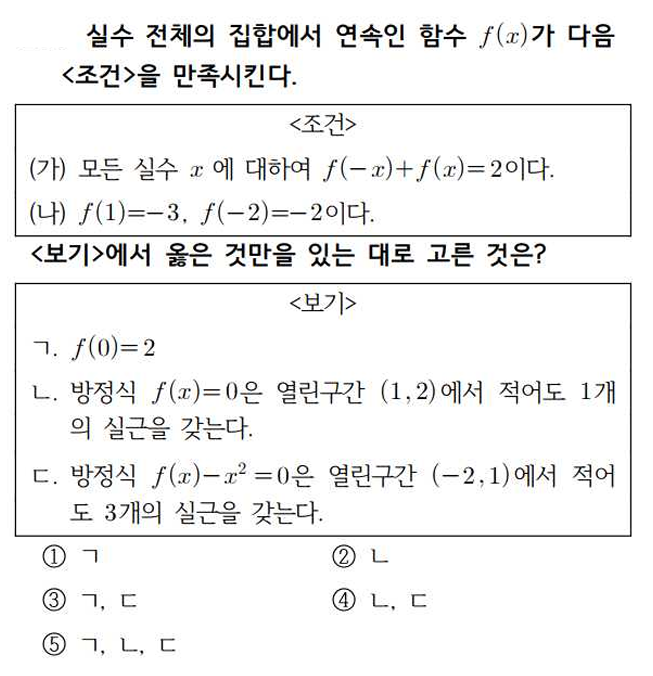 실수 전체의 집합에서 연속인 함수 f(x)가 다음
<조건>을 만족시킨다.
<조건>
(가) 모든 실수 x 에 대하여 f(-x)+f(x)=2이다.
(나) f(1)=-3, f(-2)=-2이다.
<보기>에서 옳은 것만을 있는 대로 고른 것은?
<보기>
ㄱ. f(0)=2
ㄴ. 방정식 f(x)=0은 열린구간 (1, 2)에서 적어도 1개
의 실근을 갖는다.
ㄷ. 방정식 f(x)-x²=0은 열린구간 (-2, 1)에서 적어
도 3개의 실근을 갖는다.
① ㄱ ② ㄴ
③ ㄱ, ㄷ ④ ㄴ, ㄷ
⑤ ㄱ, ㄴ, ㄷ